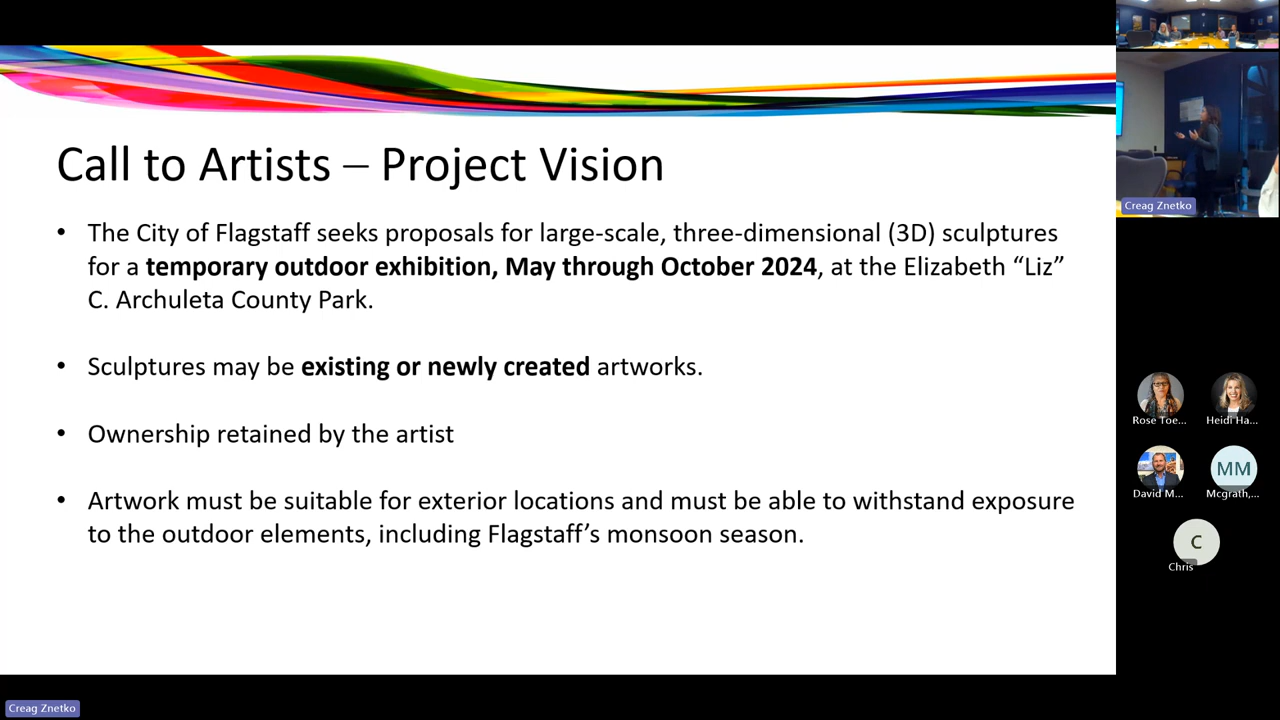 Call to Artists – Project Vision
• The City of Flagstaff seeks proposals for large-scale, three-dimensional (3D) sculptures
for a temporary outdoor exhibition, May through October 2024, at the Elizabeth “Liz”
C. Archuleta County Park.
• Sculptures may be existing or newly created artworks.
• Ownership retained by the artist
• Artwork must be suitable for exterior locations and must be able to withstand exposure
to the outdoor elements, including Flagstaff’s monsoon season.
Creag Znetko
Rose Toe...
Heidi Ha...
David M...
MM
Mcgrath,...
C
Chris
Creag Znetko